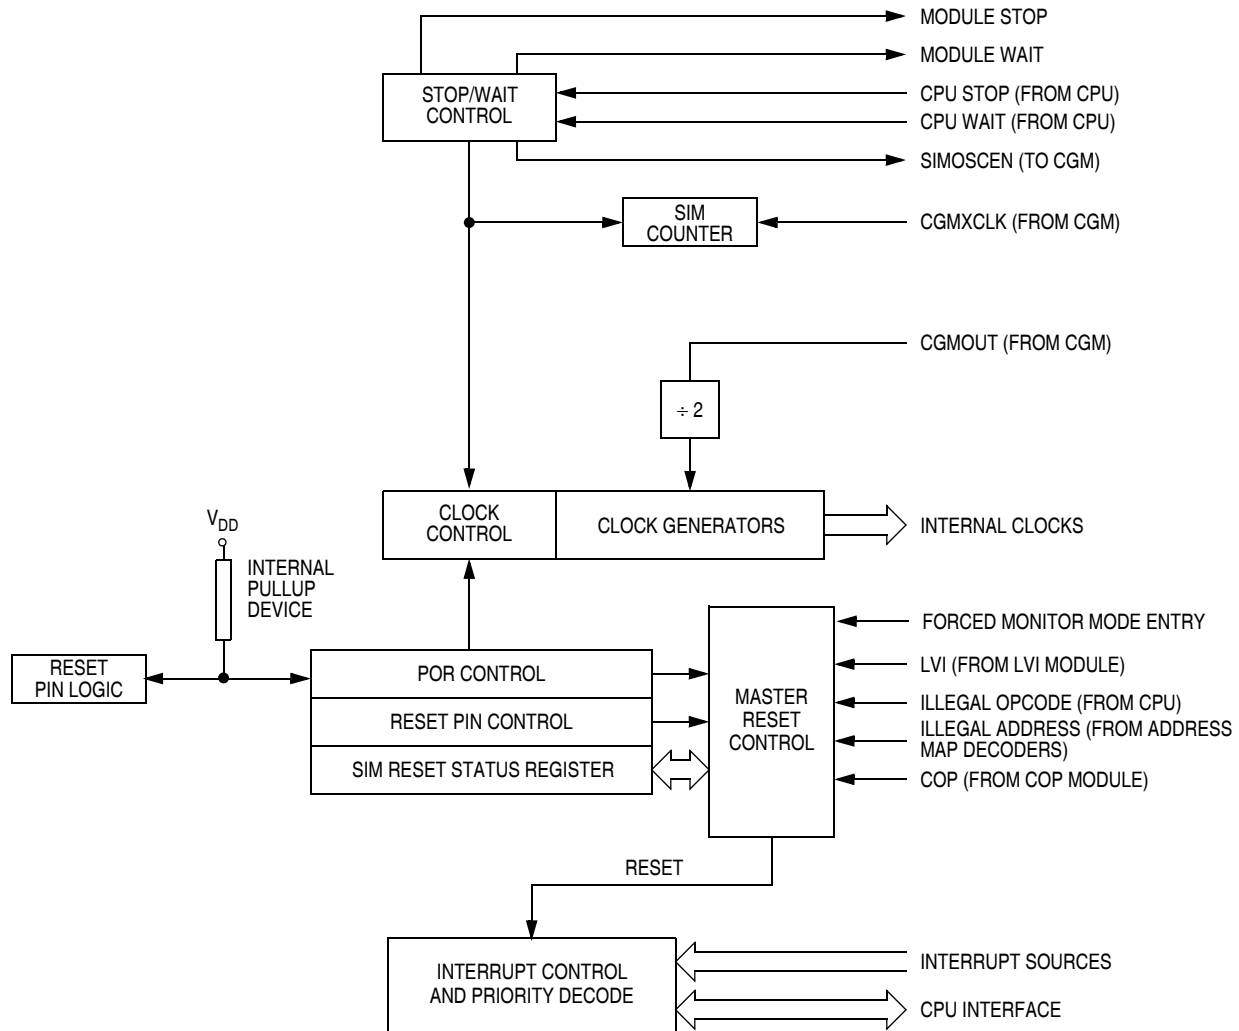 MODULE STOP
MODULE WAIT
STOP/WAIT
CONTROL
CPU STOP (FROM CPU)
CPU WAIT (FROM CPU)
SIMOSCEN (TO CGM)
SIM
COUNTER
CGMXCLK (FROM CGM)
CGMOUT (FROM CGM)
÷ 2
CLOCK
CONTROL
CLOCK GENERATORS
INTERNAL CLOCKS
VDD
INTERNAL
PULLUP
DEVICE
RESET
PIN LOGIC
POR CONTROL
RESET PIN CONTROL
SIM RESET STATUS REGISTER
MASTER
RESET
CONTROL
FORCED MONITOR MODE ENTRY
LVI (FROM LVI MODULE)
ILLEGAL OPCODE (FROM CPU)
ILLEGAL ADDRESS (FROM ADDRESS
MAP DECODERS)
COP (FROM COP MODULE)
RESET
INTERRUPT CONTROL
AND PRIORITY DECODE
INTERRUPT SOURCES
CPU INTERFACE